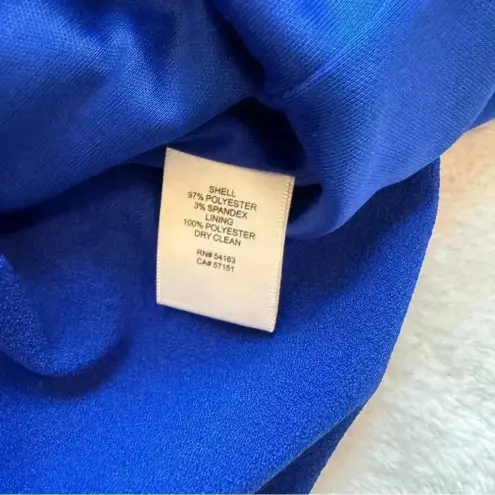 SHELL
97% POLYESTER
3% SPANDEX
LINING
100% POLYESTER
DRY CLEAN
RN# 54163
CA# 57151